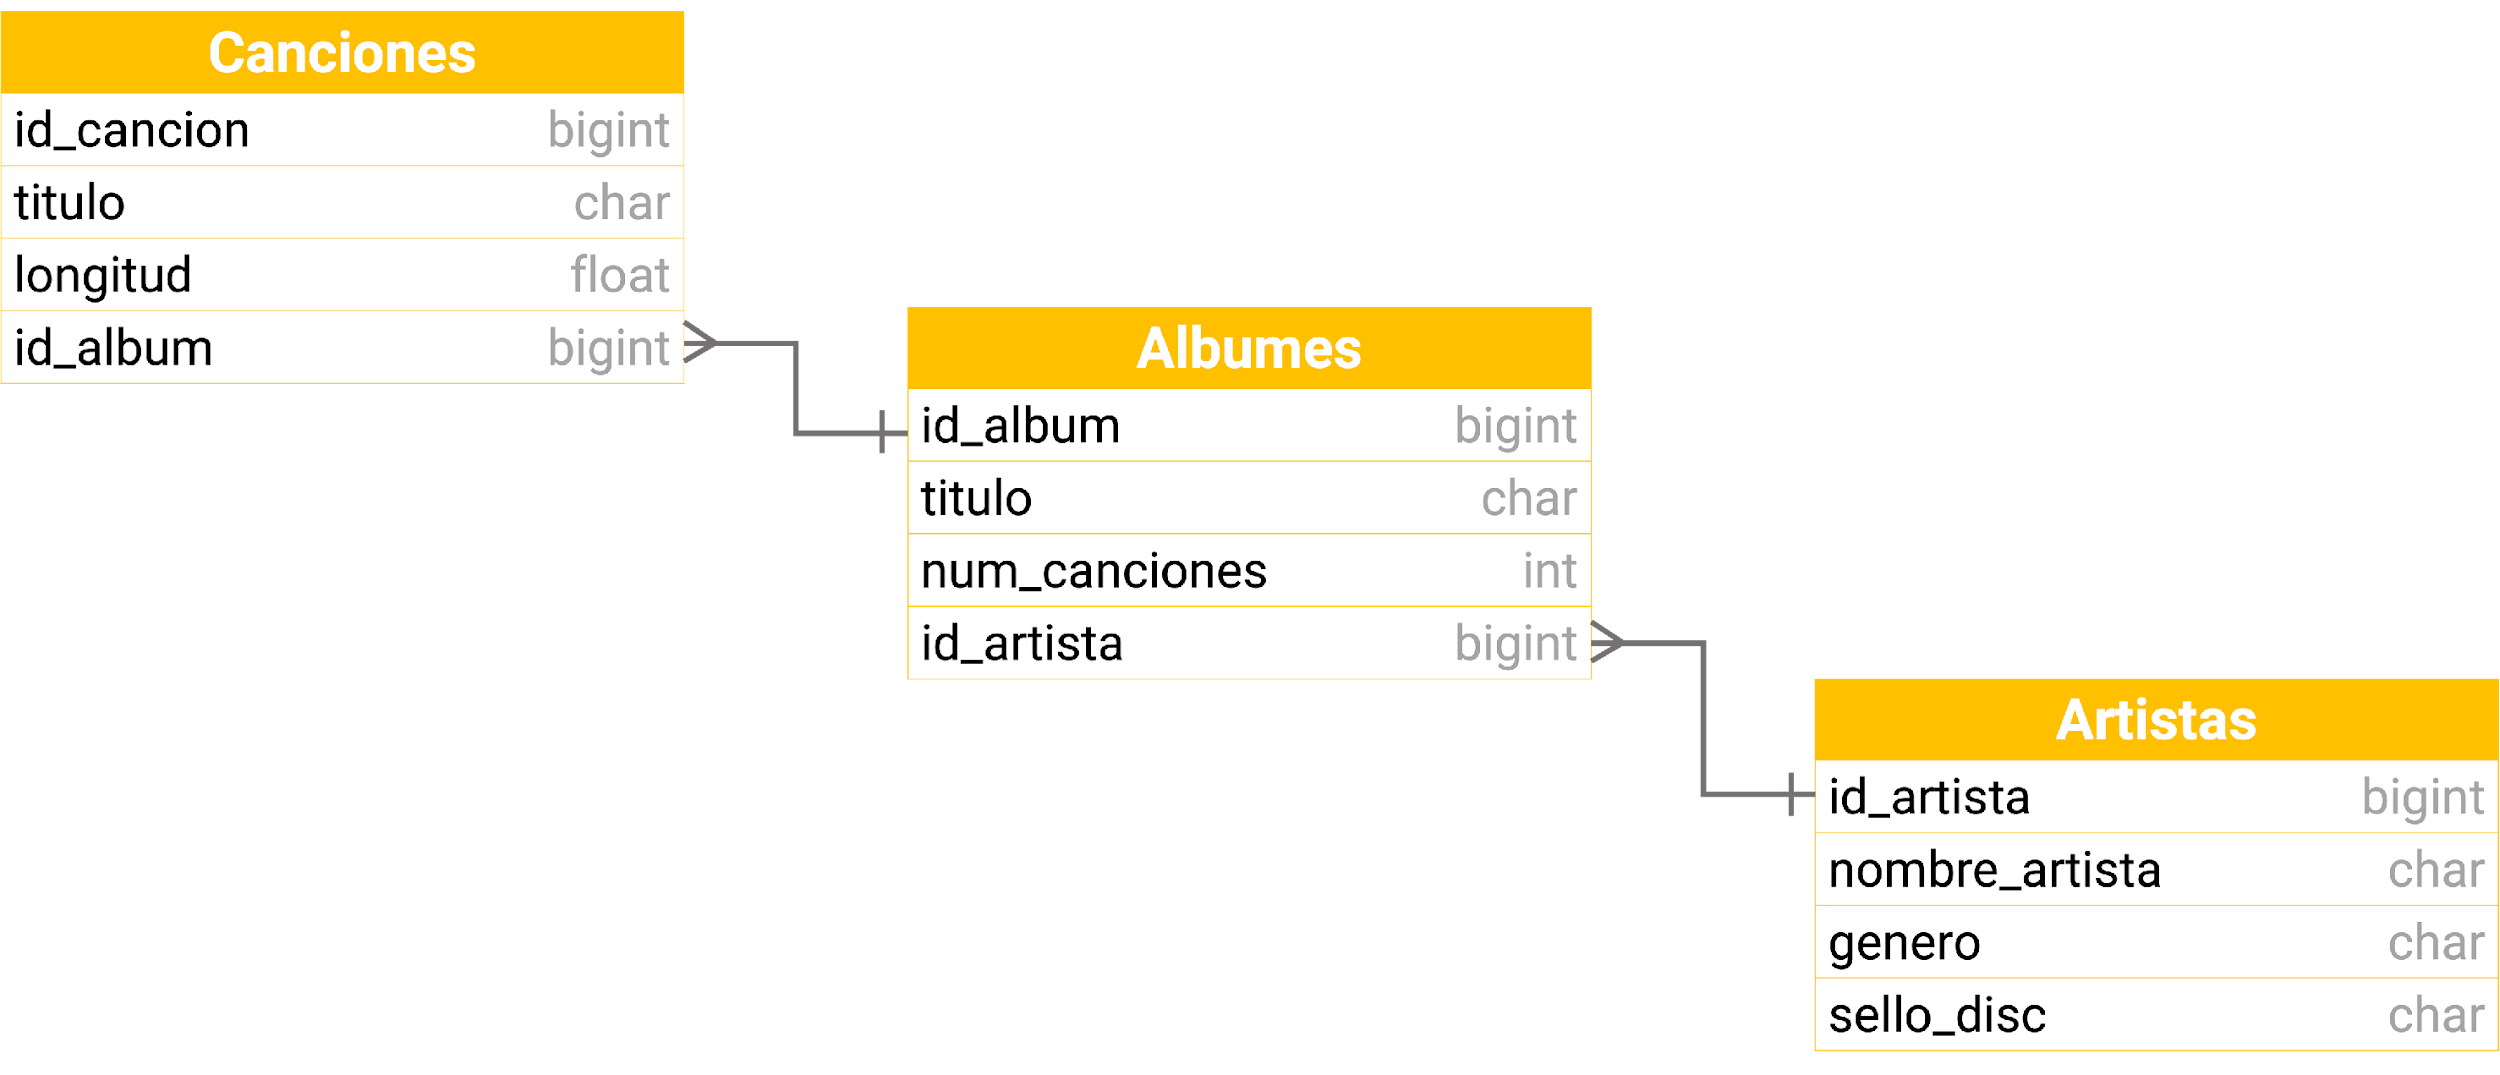 Canciones
id_cancion bigint
titulo char
longitud float
id_album bigint
Albumes
id_album bigint
titulo char
num_canciones int
id_artista bigint
Artistas
id_artista bigint
nombre_artista char
genero char
sello_disc char